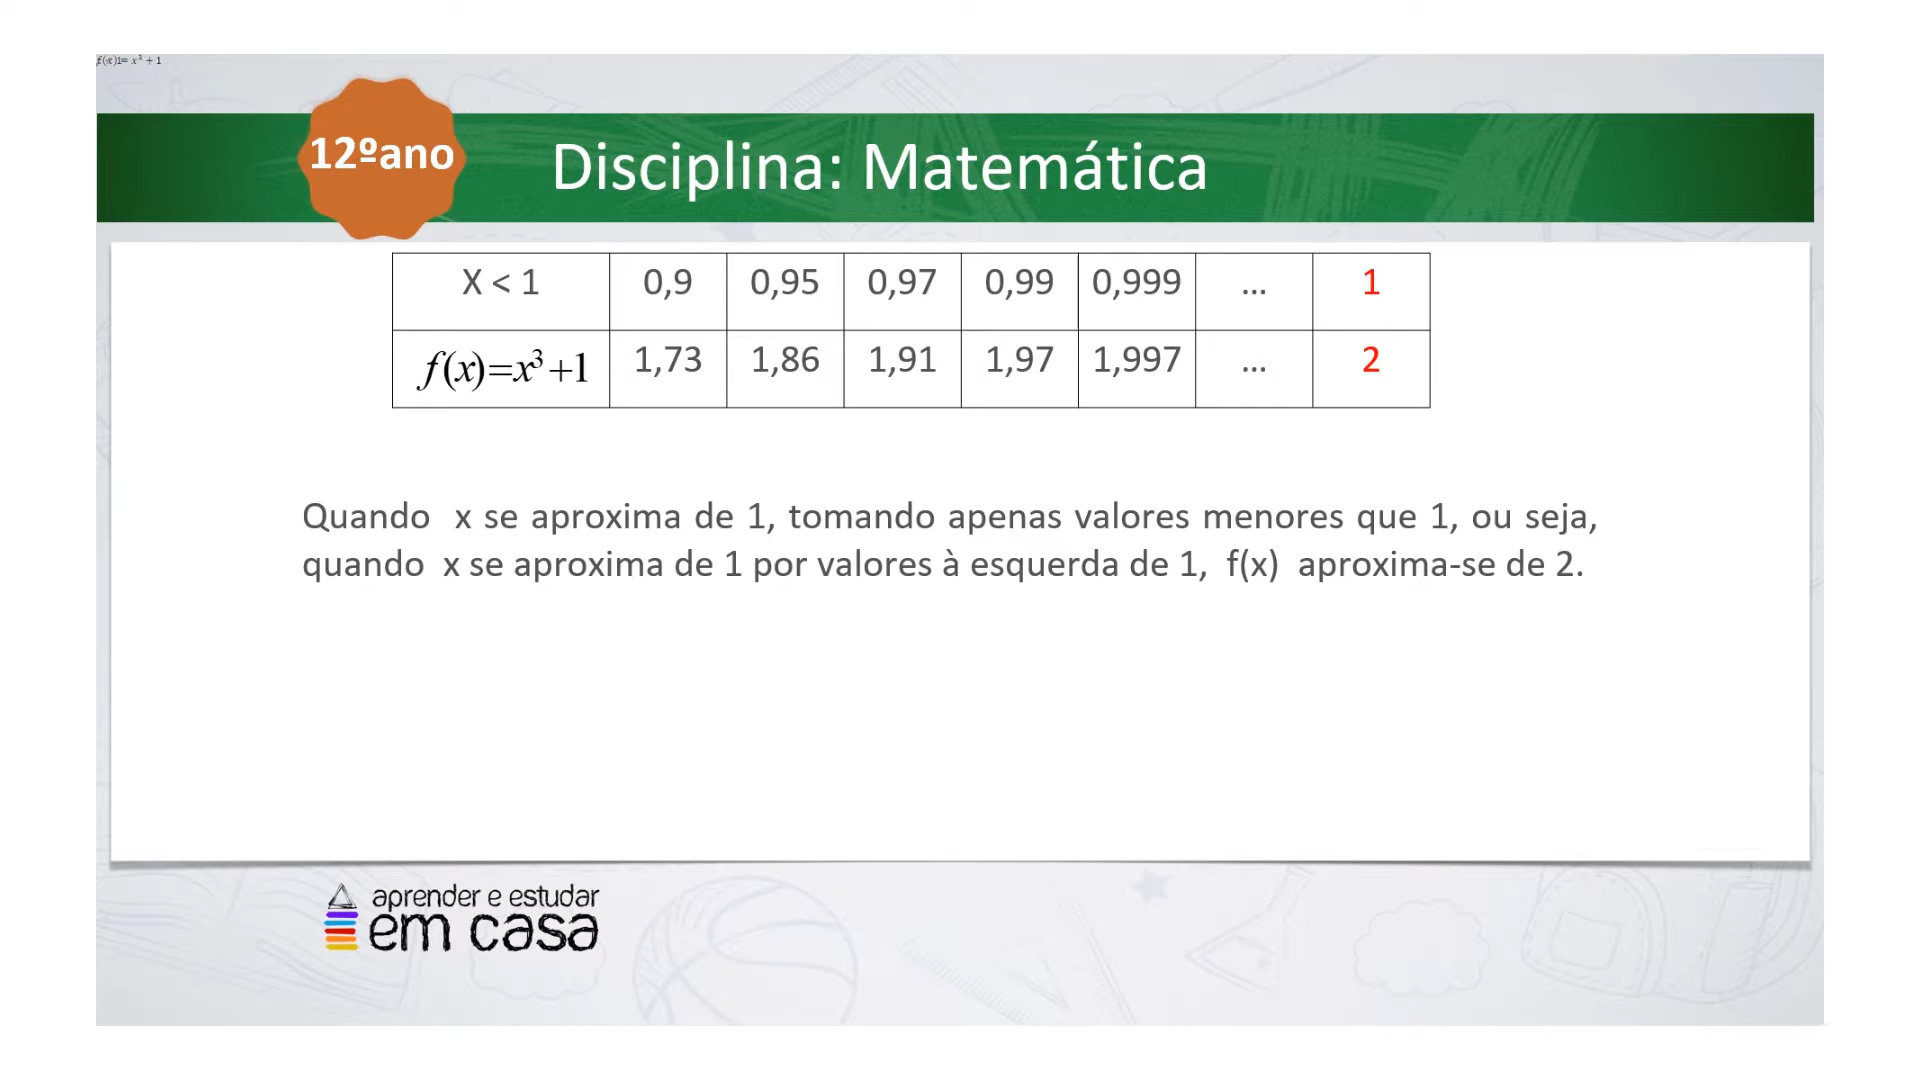 f(x)1= x³ + 1
12ºano
Disciplina: Matemática
X < 1 0,9 0,95 0,97 0,99 0,999 ... 1
f(x)=x³+1 1,73 1,86 1,91 1,97 1,997 ... 2
Quando x se aproxima de 1, tomando apenas valores menores que 1, ou seja,
quando x se aproxima de 1 por valores à esquerda de 1, f(x) aproxima-se de 2.
aprender e estudar
em casa